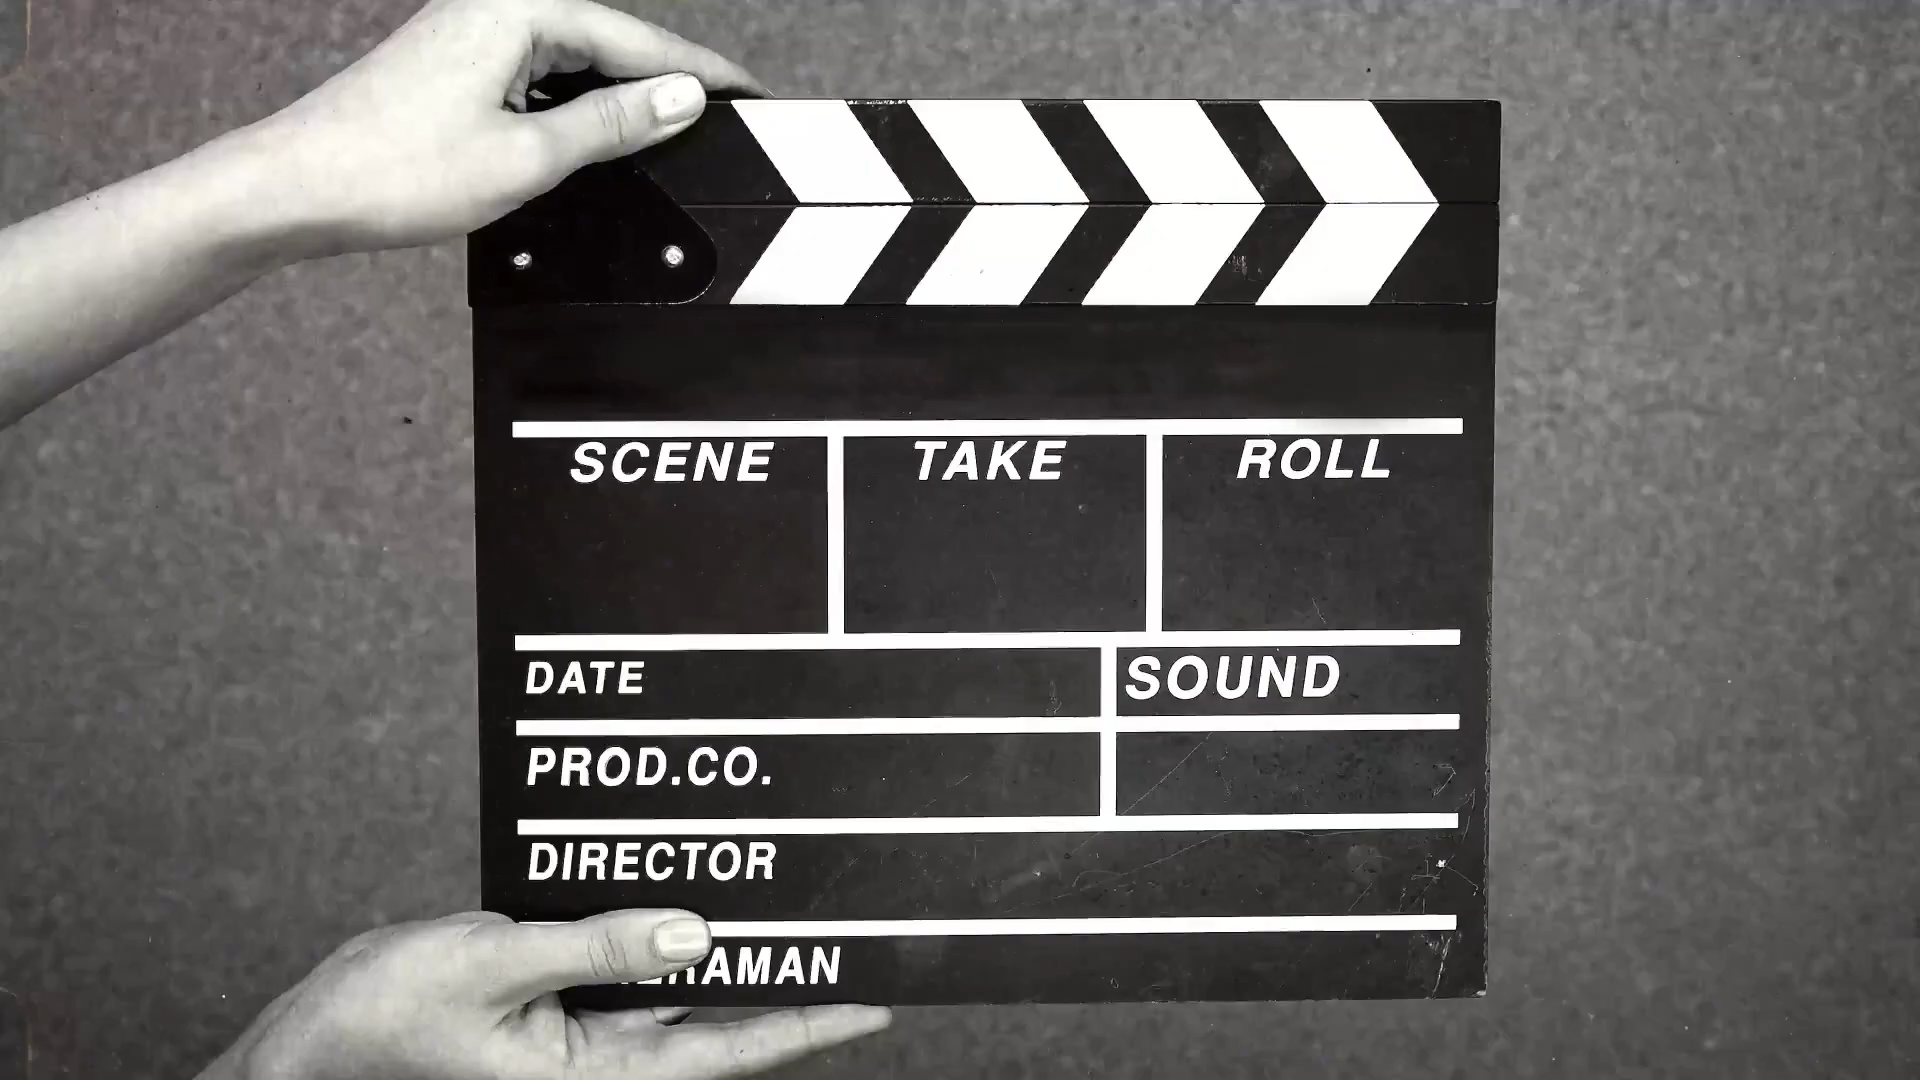 SCENE TAKE ROLL
DATE SOUND
PROD.CO.
DIRECTOR